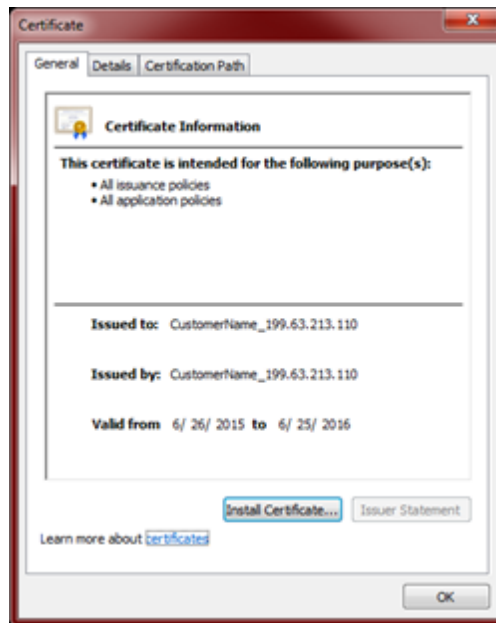 Certificate
General Details Certification Path
Certificate Information
This certificate is intended for the following purpose(s):
• All issuance policies
• All application policies
Issued to: CustomerName_199.63.213.110
Issued by: CustomerName_199.63.213.110
Valid from 6/ 26/ 2015 to 6/ 25/ 2016
Install Certificate... Issuer Statement
Learn more about certificates
OK